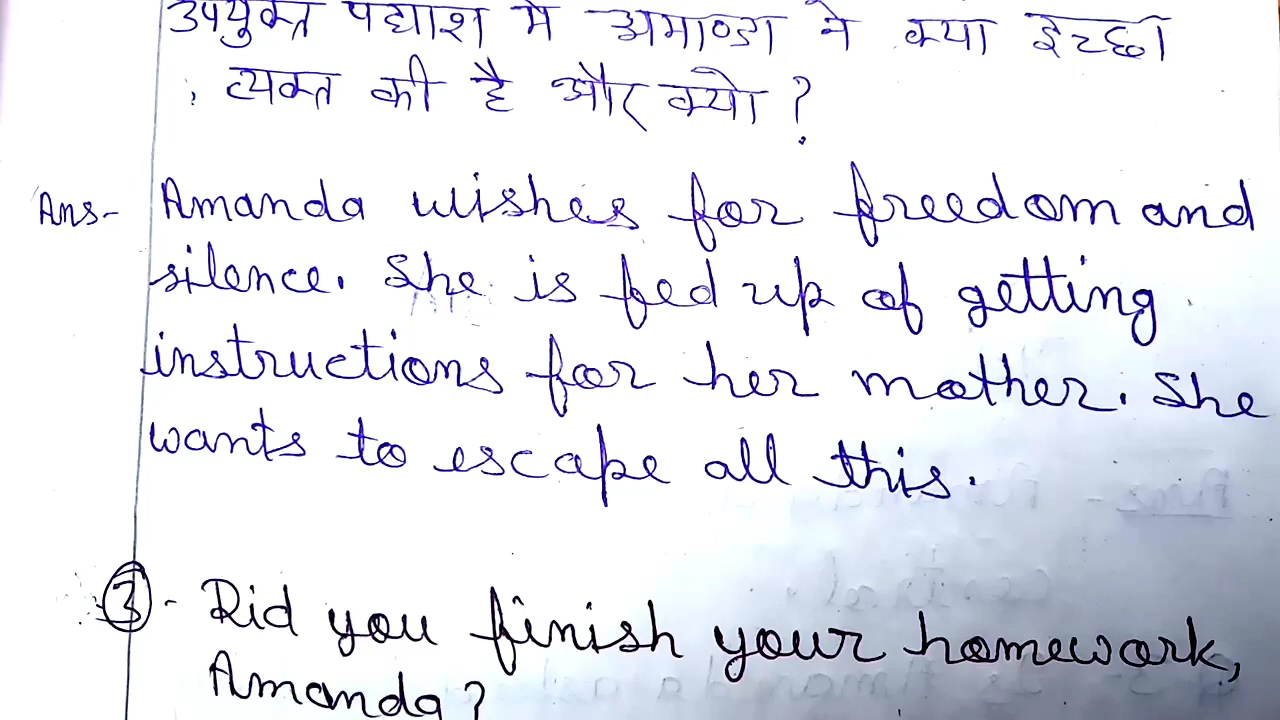 उपयुक्त पद्याश मे अमाण्डा ने क्या इच्छा
व्यक्त की है और क्यो ?
Ans- Amanda wishes for freedom and
silence. She is fed up of getting
instructions for her mother. She
wants to escape all this.
3 - Did you finish your homework,
Amanda?